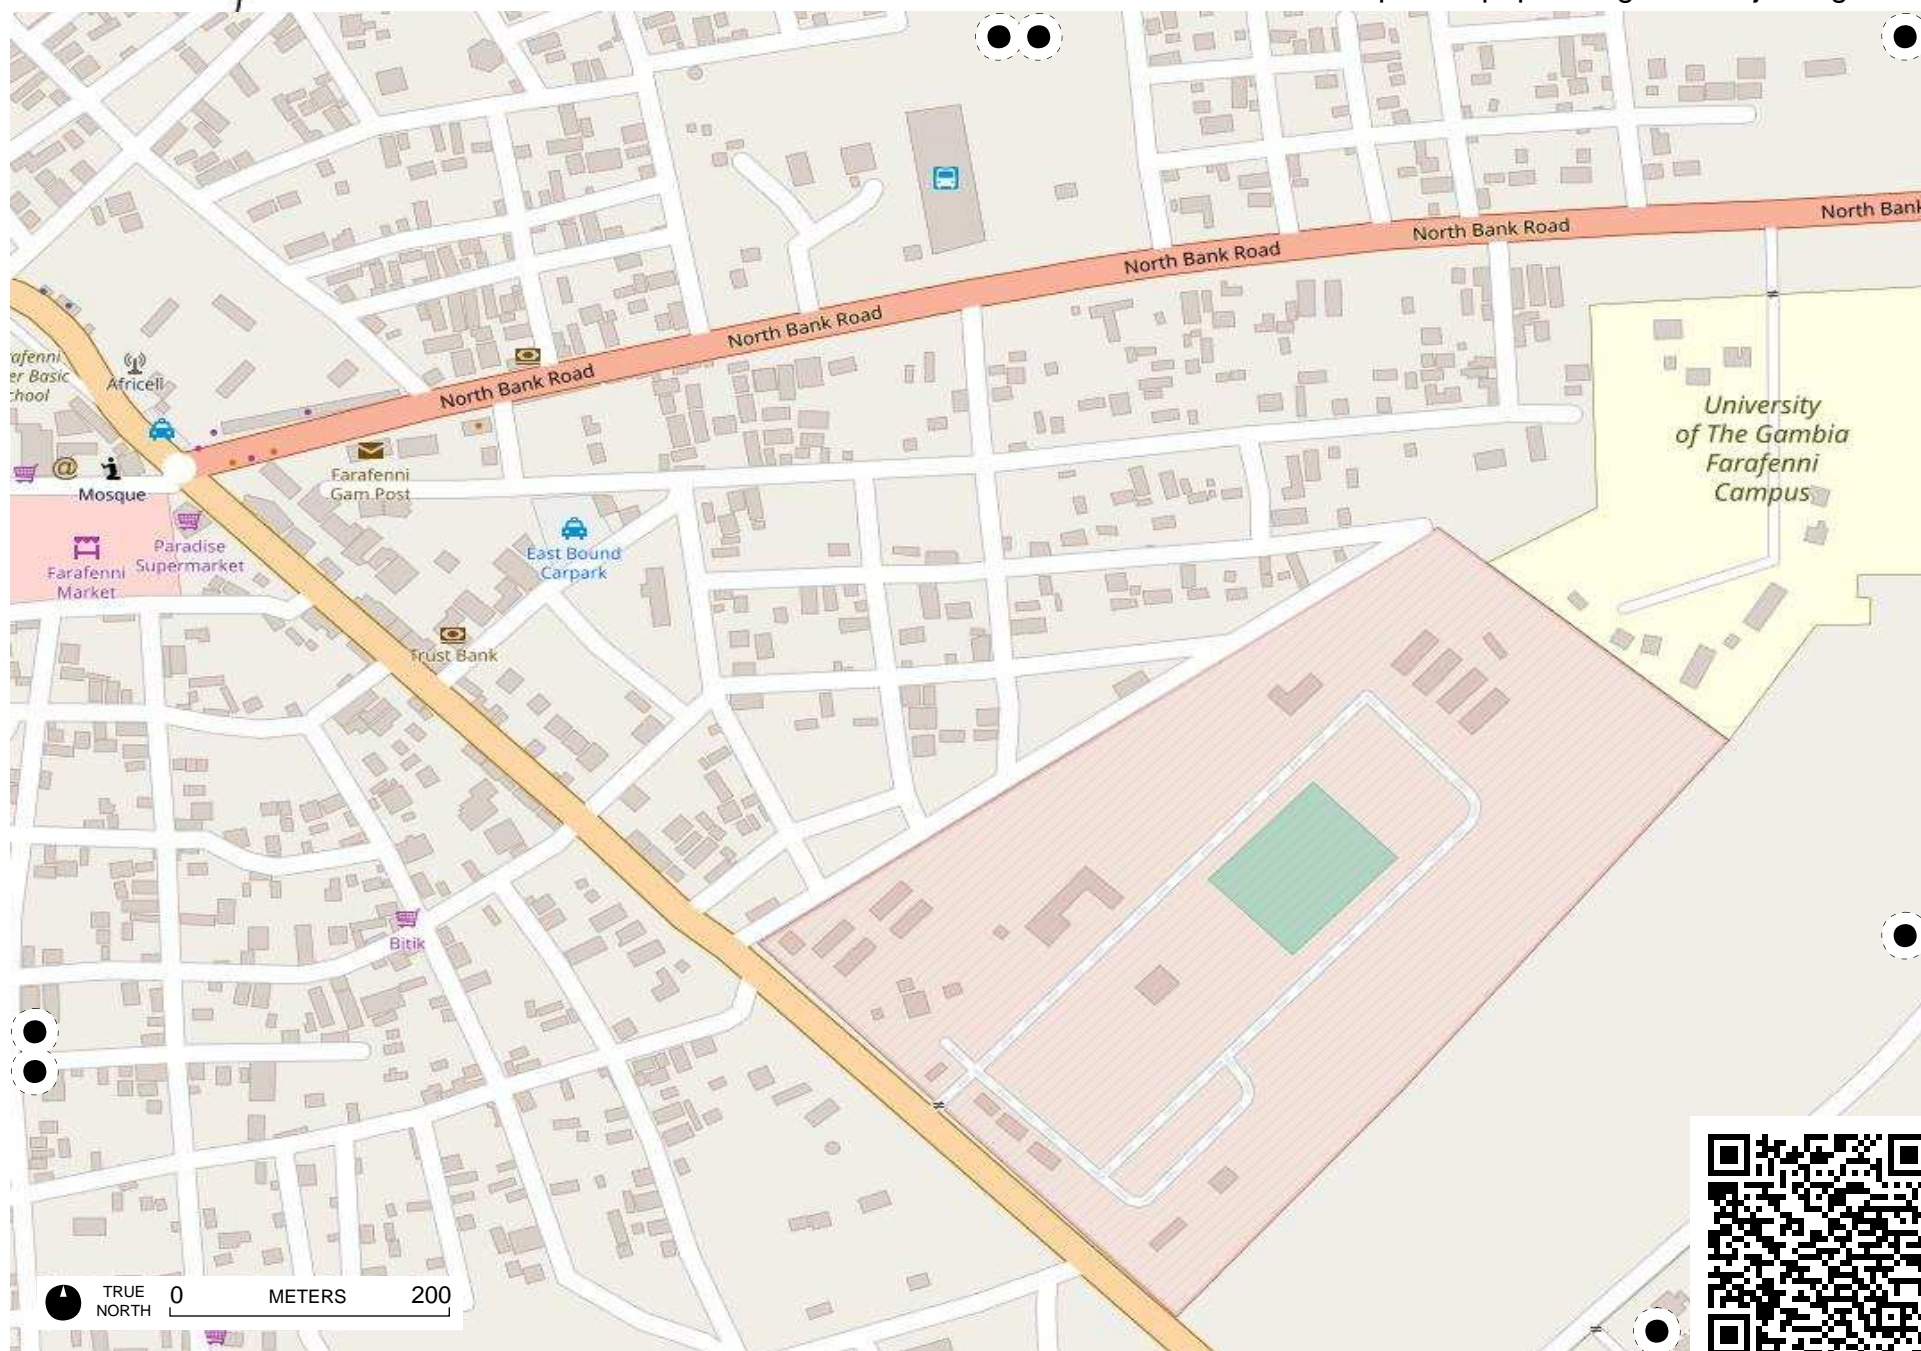 North Bank
North Bank Road
North Bank Road
North Bank Road
North Bank Road
Africell
Mosque
Farafenni
Gam Post
University
of The Gambia
Farafenni
Campus
Paradise
Supermarket
Farafenni
Market
East Bound
Carpark
Trust Bank
Bitik
TRUE
NORTH
0
METERS
200